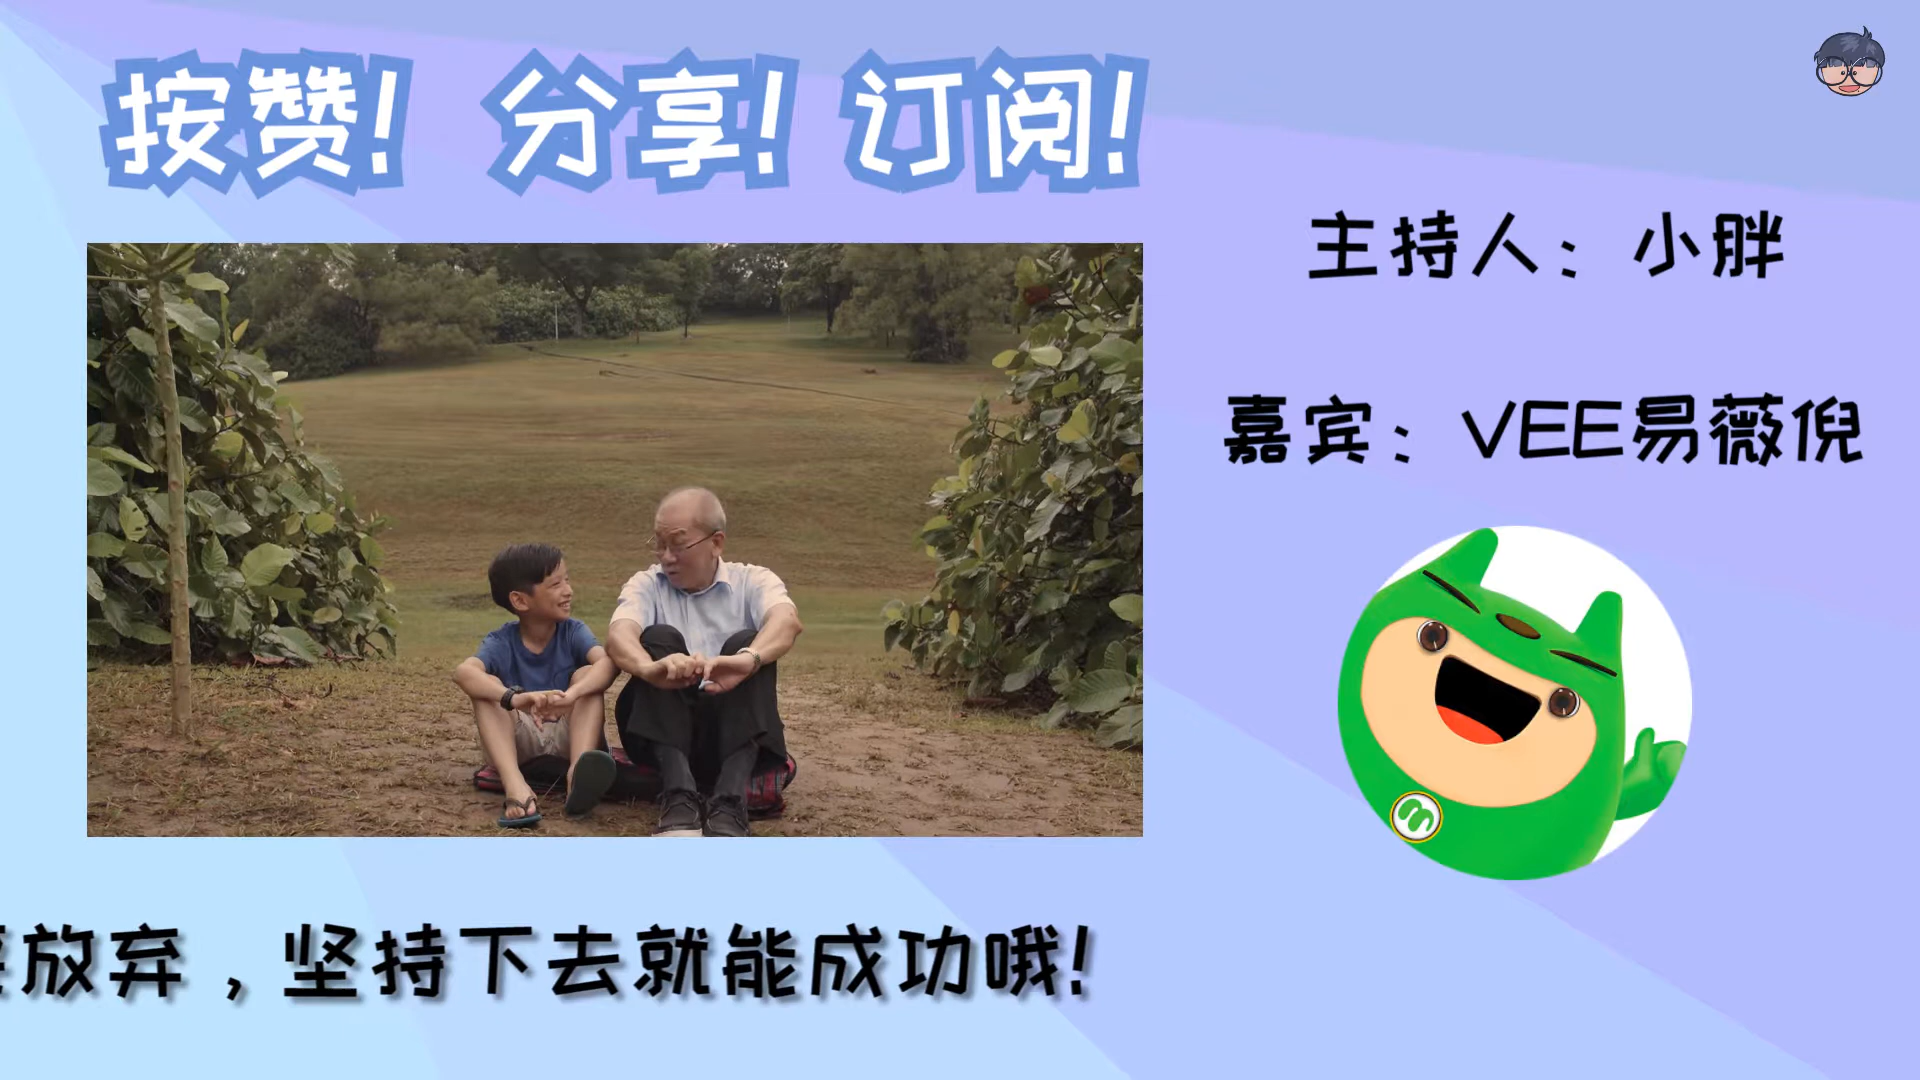 按赞! 分享! 订阅!
主持人：小胖
嘉宾：VEE易薇倪
放弃，坚持下去就能成功哦!